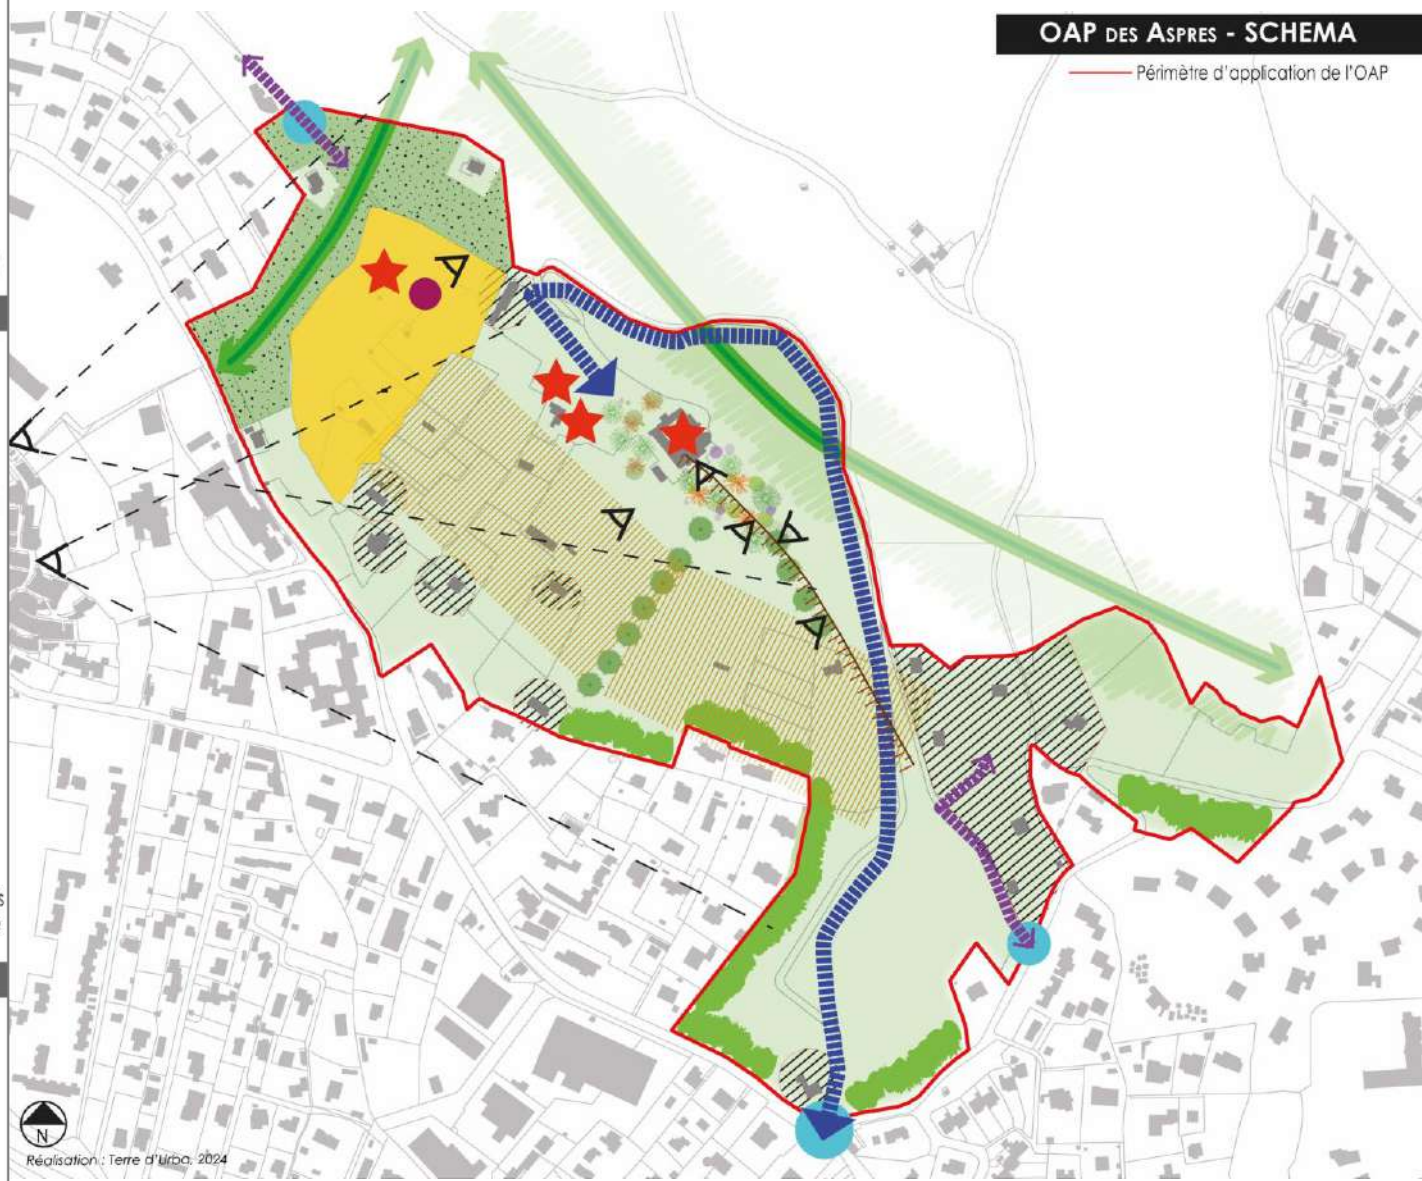 OAP DES ASPRES - SCHEMA
Périmètre d'application de l'OAP
S
N
Réalisation : Terre d'Urba, 2024